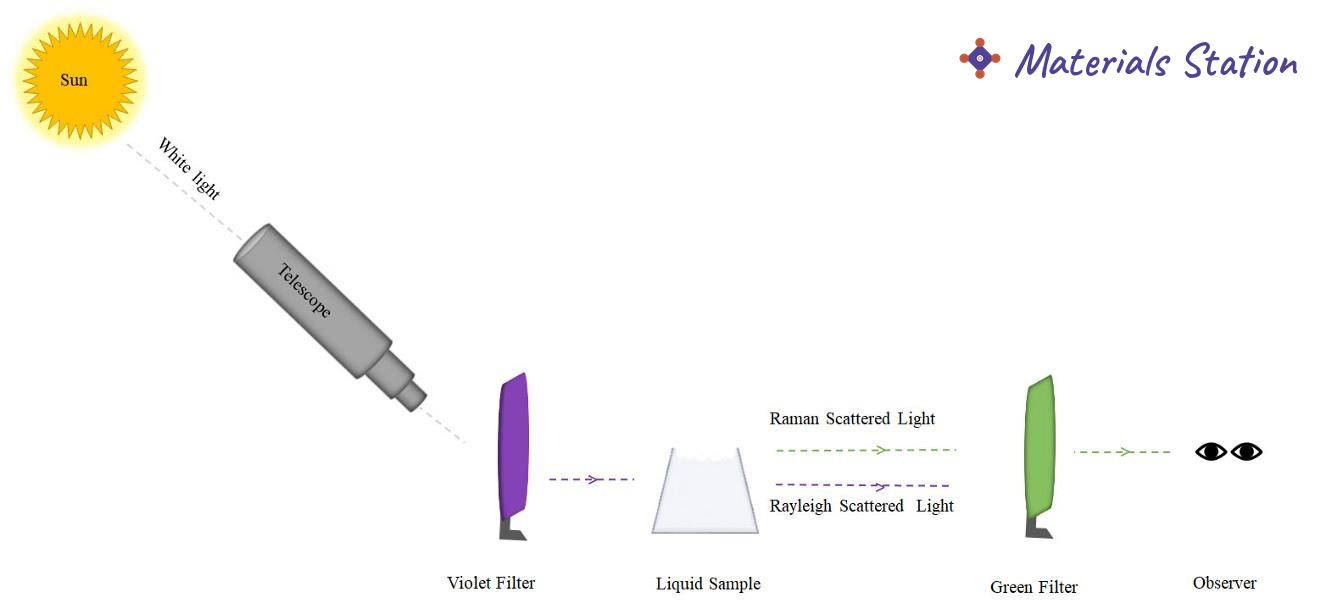 Sun
Materials Station
White light
Telescope
Raman Scattered Light
Rayleigh Scattered Light
Violet Filter
Liquid Sample
Green Filter
Observer